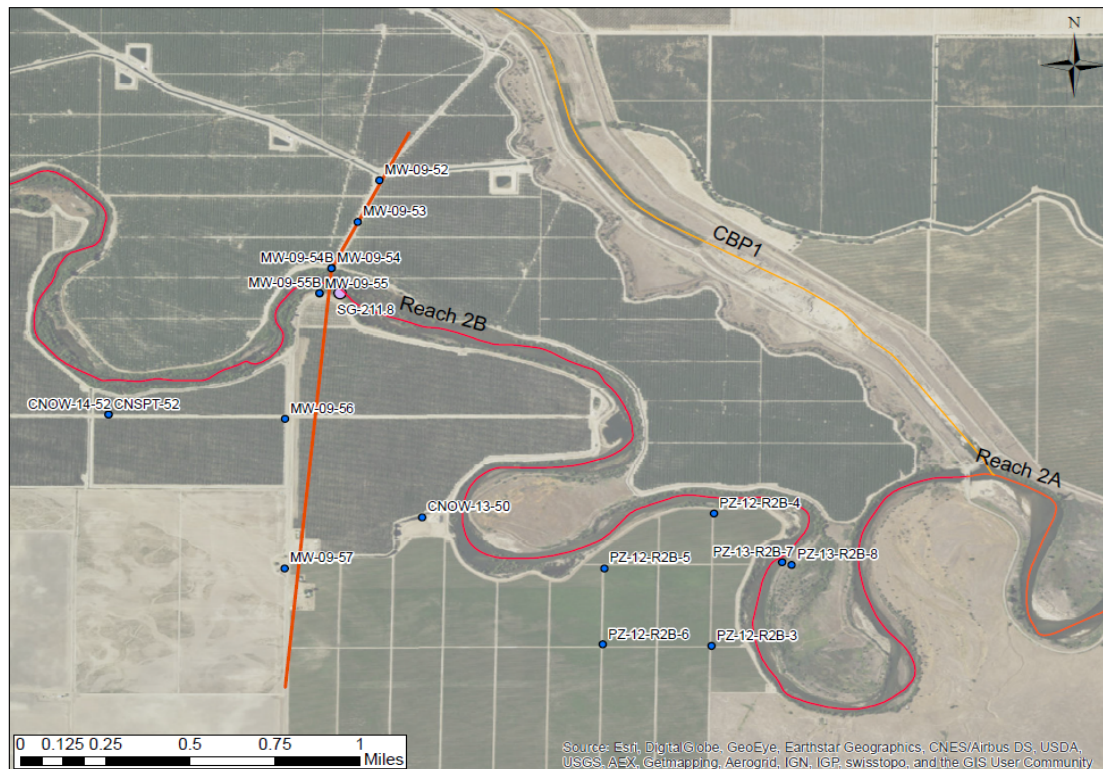 N
MW-09-52
MW-09-53
CBP1
MW-09-54B MW-09-54
MW-09-55B MW-09-55
SG-211.8
Reach 2B
CNOW-14-52 CNSPT-52
MW-09-56
Reach 2A
CNOW-13-50
PZ-12-R2B-4
MW-09-57
PZ-12-R2B-5
PZ-13-R2B-7
PZ-13-R2B-8
PZ-12-R2B-6
PZ-12-R2B-3
0 0.125 0.25 0.5 0.75 1
Miles
Source: Esri, DigitalGlobe, GeoEye, Earthstar Geographics, CNES/Airbus DS, USDA,
USGS, AEX, Getmapping, Aerogrid, IGN, IGP, swisstopo, and the GIS User Community